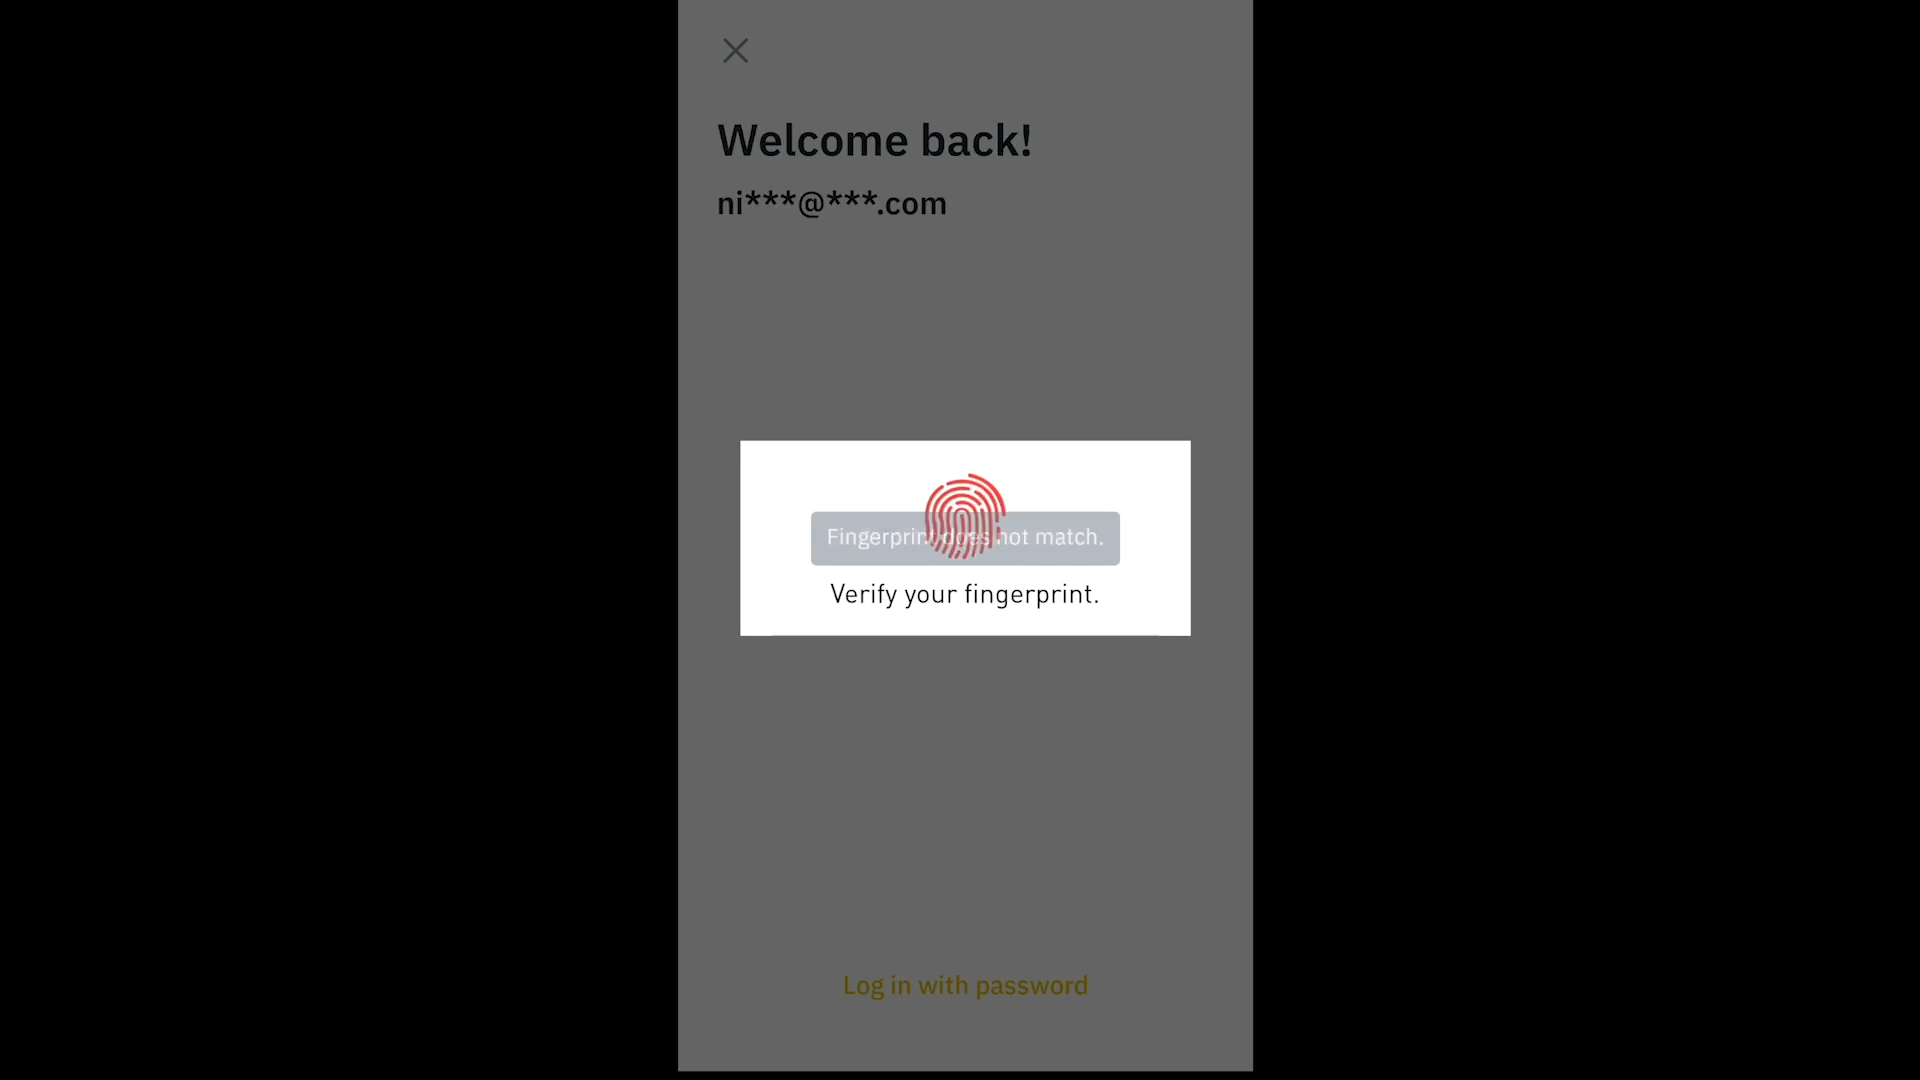 Welcome back!
ni***@***.com
Fingerprint does not match.
Verify your fingerprint.
Log in with password